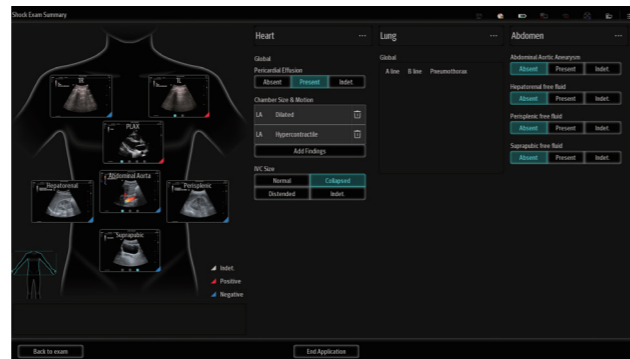 Shock Exam Summary
TR
TL
PLAX
Hepatorenal
Abdominal Aorta
Perisplenic
Suprapubic
Indet.
Positive
Negative
Back to exam
End Application
Heart
Global
Pericardial Effusion
Absent Present Indet.
Chamber Size & Motion
LA Dilated
LA Hypercontractile
Add Findings
IVC Size
Normal Collapsed
Distended Indet.
Lung
Global
A line B line Pneumothorax
Abdomen
Abdominal Aortic Aneurysm
Absent Present Indet.
Hepatorenal free fluid
Absent Present Indet.
Perisplenic free fluid
Absent Present Indet.
Suprapubic free fluid
Absent Present Indet.